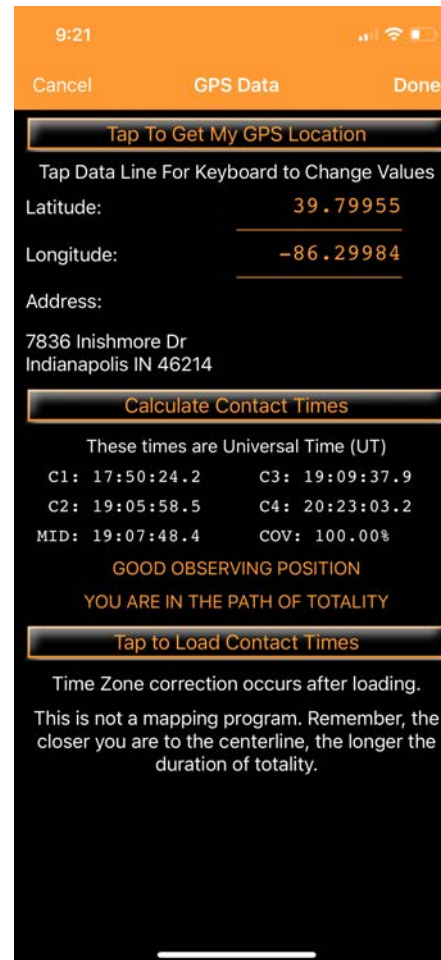 9:21
Cancel GPS Data Done
Tap To Get My GPS Location
Tap Data Line For Keyboard to Change Values
Latitude: 39.79955
Longitude: -86.29984
Address:
7836 Inishmore Dr
Indianapolis IN 46214
Calculate Contact Times
These times are Universal Time (UT)
C1: 17:50:24.2 C3: 19:09:37.9
C2: 19:05:58.5 C4: 20:23:03.2
MID: 19:07:48.4 COV: 100.00%
GOOD OBSERVING POSITION
YOU ARE IN THE PATH OF TOTALITY
Tap to Load Contact Times
Time Zone correction occurs after loading.
This is not a mapping program. Remember, the
closer you are to the centerline, the longer the
duration of totality.